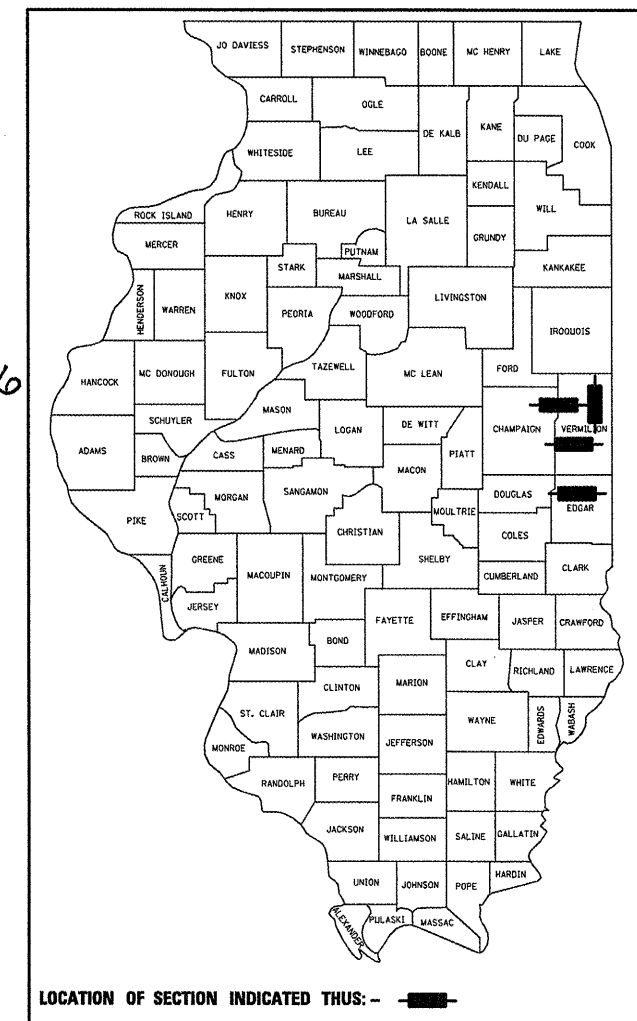 JO DAVIESS STEPHENSON WINNEBAGO BOONE MC HENRY LAKE
CARROLL OGLE DE KALB KANE DU PAGE COOK
WHITESIDE LEE
KENDALL WILL
ROCK ISLAND HENRY BUREAU LA SALLE GRUNDY
MERCER PUTNAM
STARK MARSHALL KANKAKEE
HENDERSON WARREN KNOX PEORIA WOODFORD LIVINGSTON IROQUOIS
HANCOCK MC DONOUGH FULTON TAZEWELL MC LEAN FORD
6
SCHUYLER MASON LOGAN DE WITT CHAMPAIGN VERMILION
ADAMS BROWN CASS MENARD MACON PIATT
PIKE SCOTT MORGAN SANGAMON MOULTRIE DOUGLAS EDGAR
CHRISTIAN COLES
CALHOUN GREENE MACOUPIN MONTGOMERY SHELBY CUMBERLAND CLARK
JERSEY
MADISON BOND FAYETTE EFFINGHAM JASPER CRAWFORD
CLINTON MARION CLAY RICHLAND LAWRENCE
ST. CLAIR WASHINGTON JEFFERSON WAYNE EDWARDS WABASH
MONROE
RANDOLPH PERRY FRANKLIN HAMILTON WHITE
JACKSON WILLIAMSON SALINE GALLATIN
UNION JOHNSON POPE HARDIN
ALEXANDER PULASKI MASSAC
LOCATION OF SECTION INDICATED THUS: -